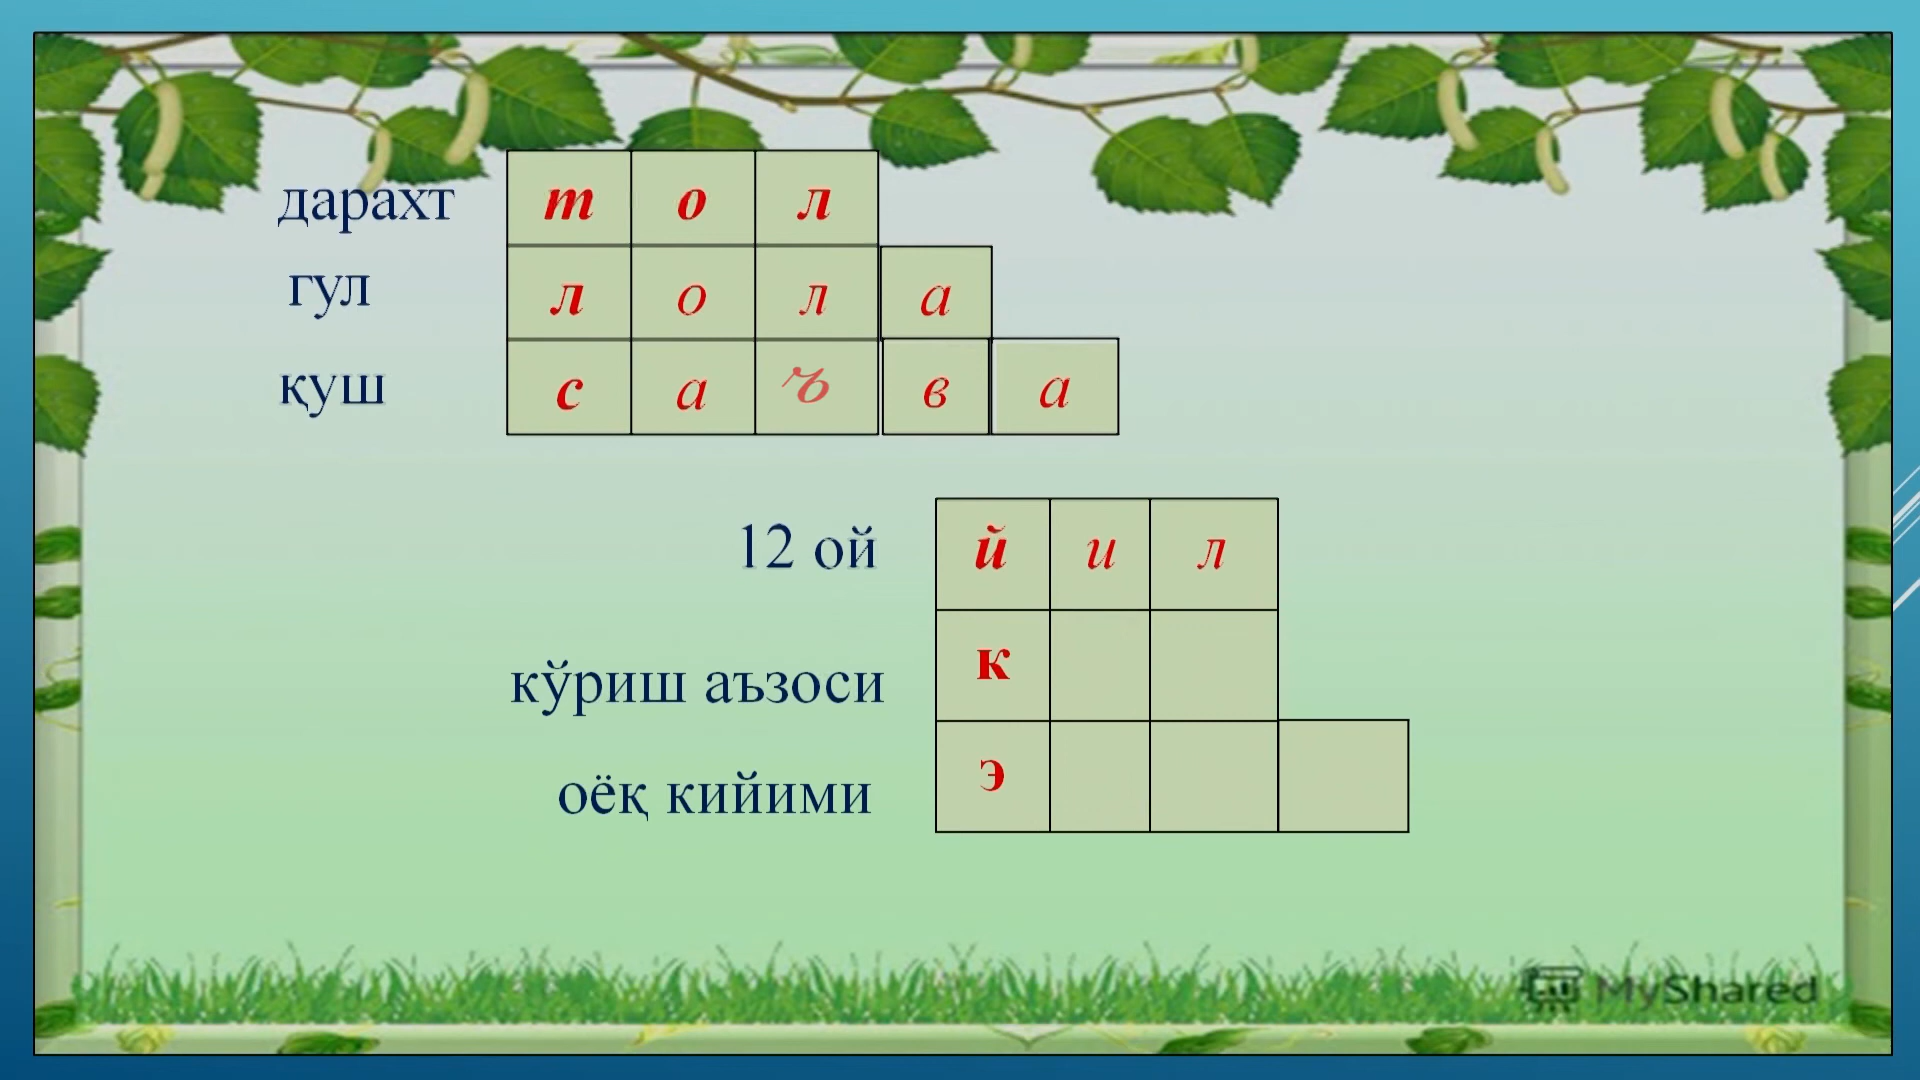 дарахт т о л
гул л о л а
қуш с а ъ в а
12 ой й и л
кўриш аъзоси к
оёқ кийими э
MyShared